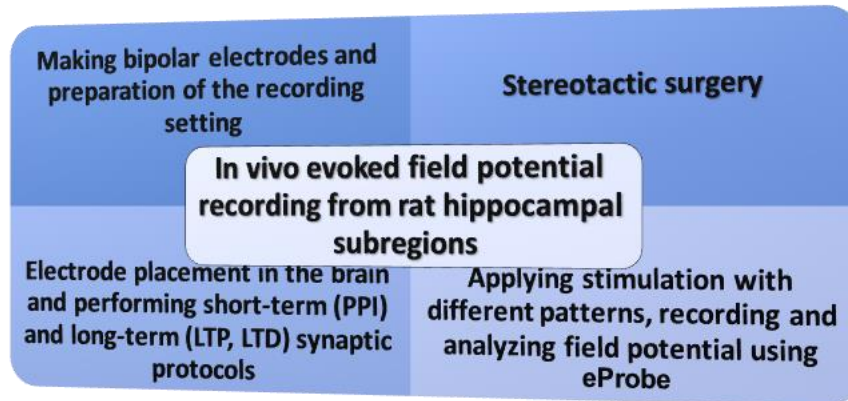 Making bipolar electrodes and
preparation of the recording
setting
Stereotactic surgery
In vivo evoked field potential
recording from rat hippocampal
subregions
Electrode placement in the brain
and performing short-term (PPI)
and long-term (LTP, LTD) synaptic
protocols
Applying stimulation with
different patterns, recording and
analyzing field potential using
eProbe